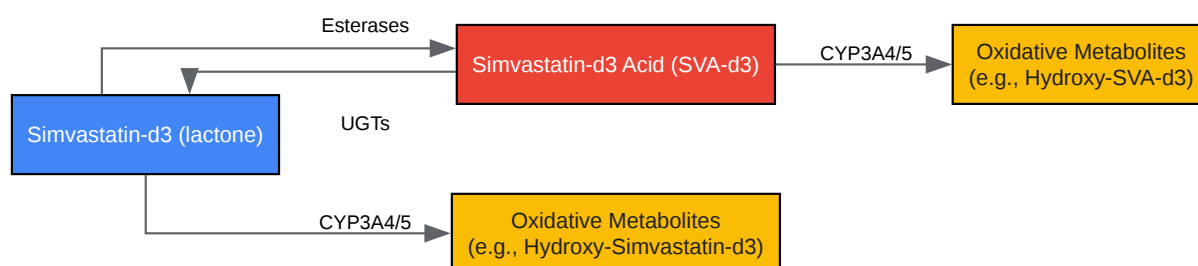 Esterases
Simvastatin-d3 Acid (SVA-d3)
CYP3A4/5
Oxidative Metabolites
(e.g., Hydroxy-SVA-d3)
Simvastatin-d3 (lactone)
UGTs
CYP3A4/5
Oxidative Metabolites
(e.g., Hydroxy-Simvastatin-d3)